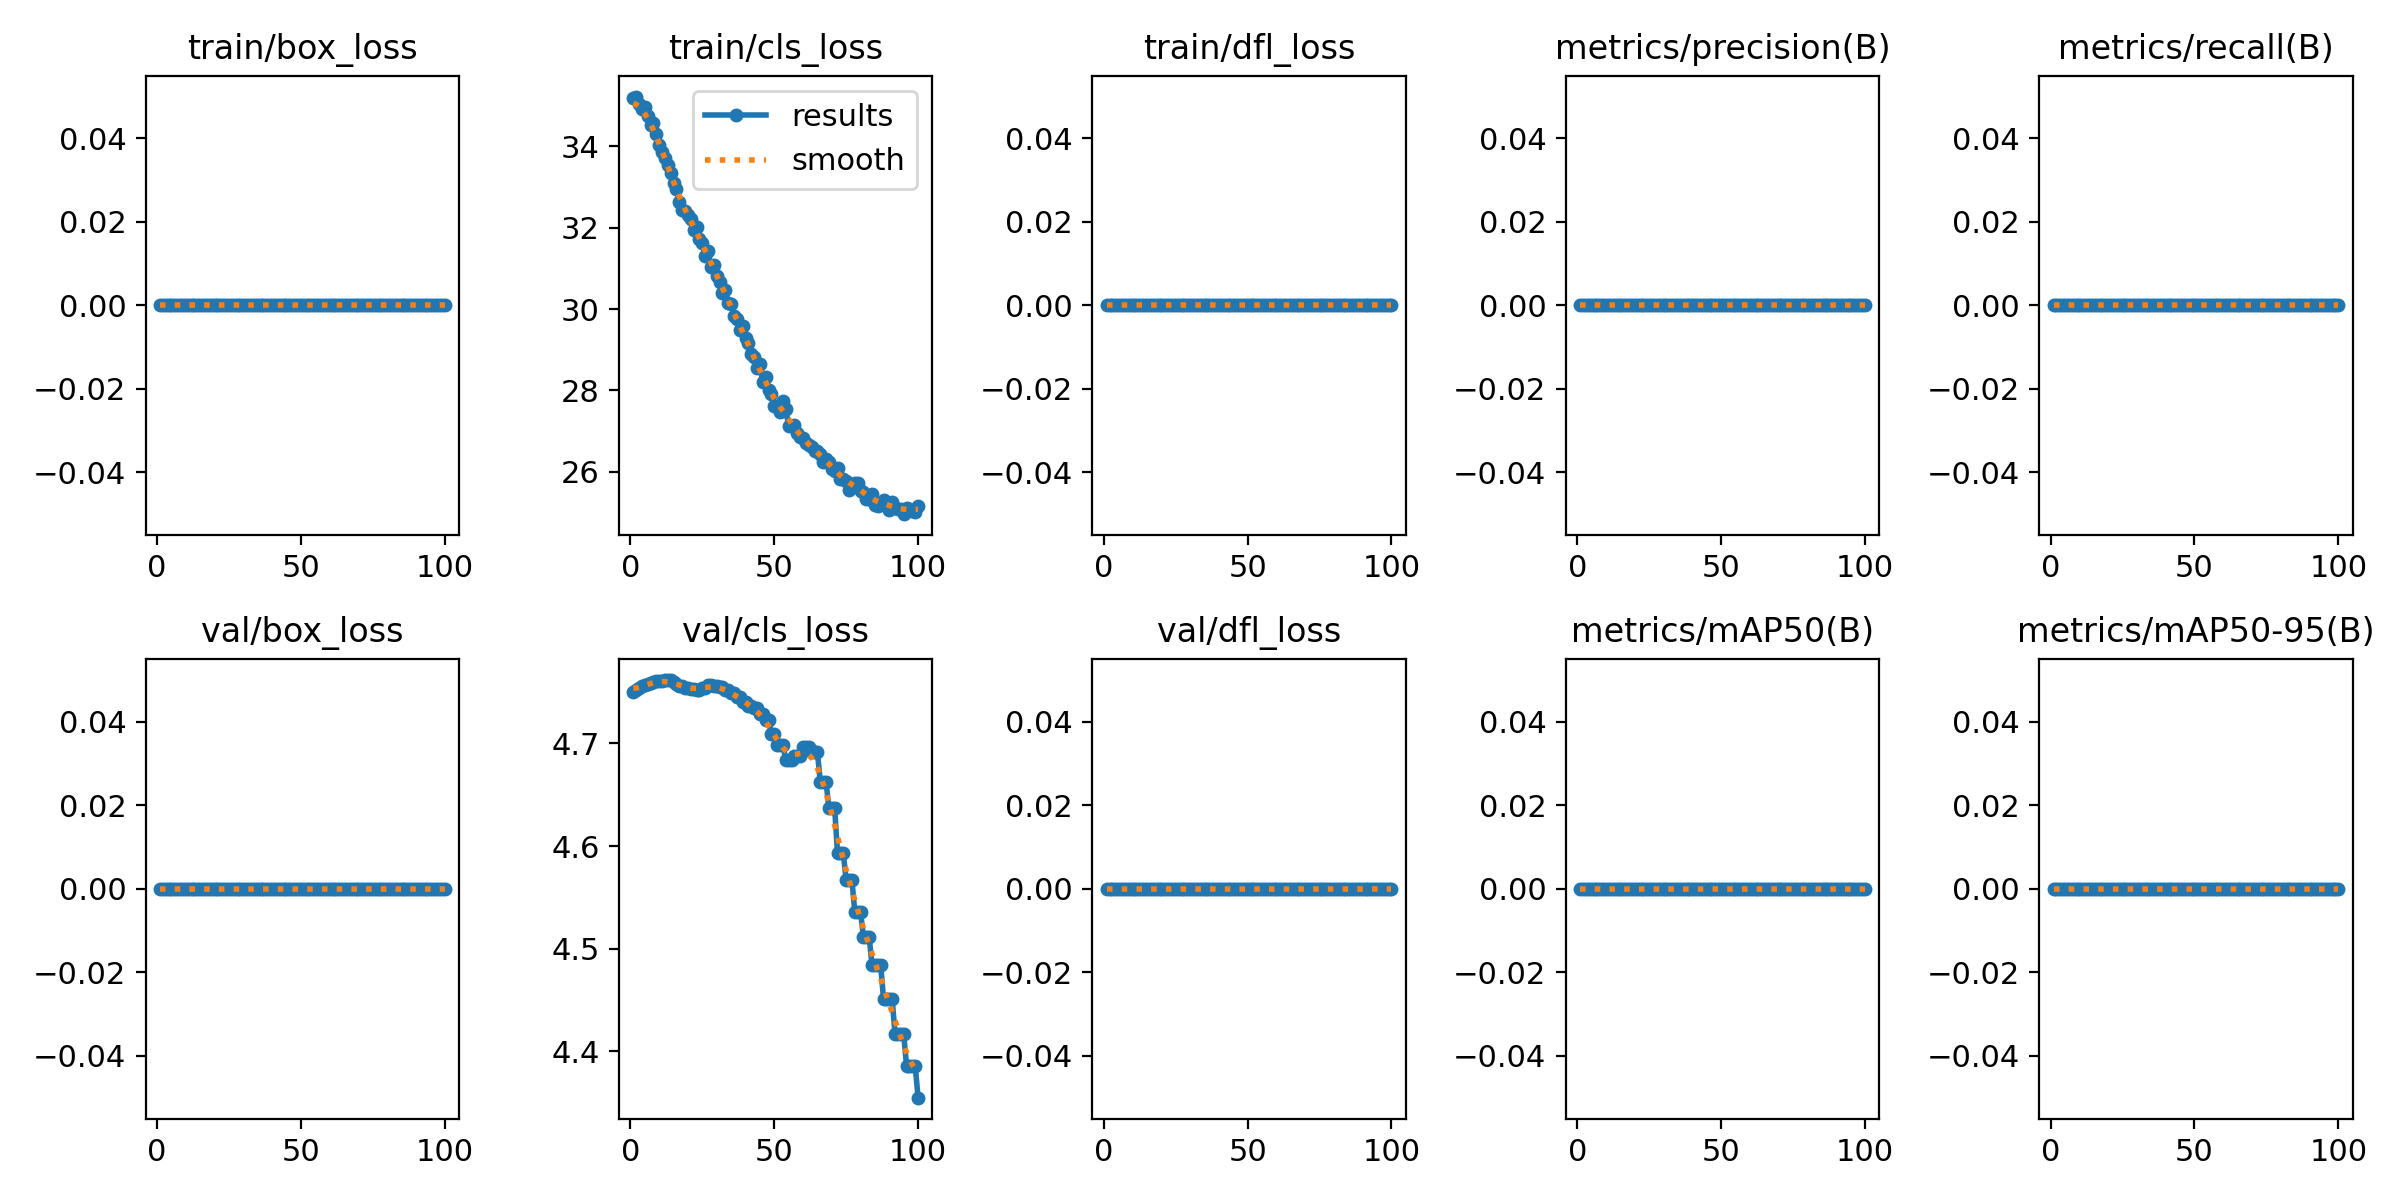 train/box_loss
0.04
0.02
0.00
−0.02
−0.04
0 50 100
train/cls_loss
results
smooth
34
32
30
28
26
0 50 100
train/dfl_loss
0.04
0.02
0.00
−0.02
−0.04
0 50 100
metrics/precision(B)
0.04
0.02
0.00
−0.02
−0.04
0 50 100
metrics/recall(B)
0.04
0.02
0.00
−0.02
−0.04
0 50 100
val/box_loss
0.04
0.02
0.00
−0.02
−0.04
0 50 100
val/cls_loss
4.7
4.6
4.5
4.4
0 50 100
val/dfl_loss
0.04
0.02
0.00
−0.02
−0.04
0 50 100
metrics/mAP50(B)
0.04
0.02
0.00
−0.02
−0.04
0 50 100
metrics/mAP50-95(B)
0.04
0.02
0.00
−0.02
−0.04
0 50 100